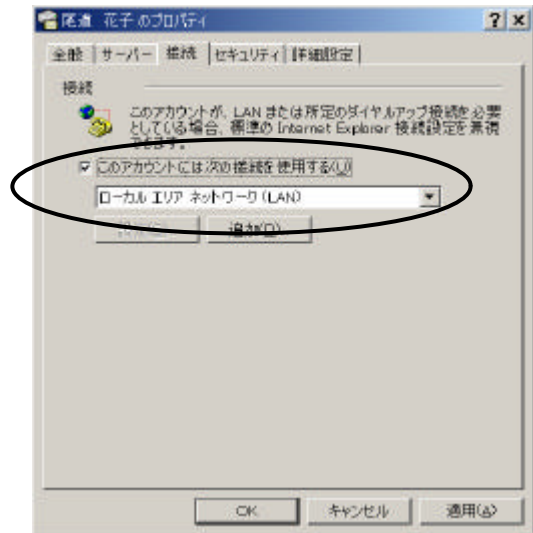 尾道 花子 のプロパティ
全般 サーバー 接続 セキュリティ 詳細設定
接続
このアカウントが、LAN または所定のダイヤルアップ接続を必要
としている場合、標準の Internet Explorer 接続設定を無視
できます。
このアカウントには次の接続を使用する(U)
ローカル エリア ネットワーク (LAN)
追加(D)...
OK キャンセル 適用(A)